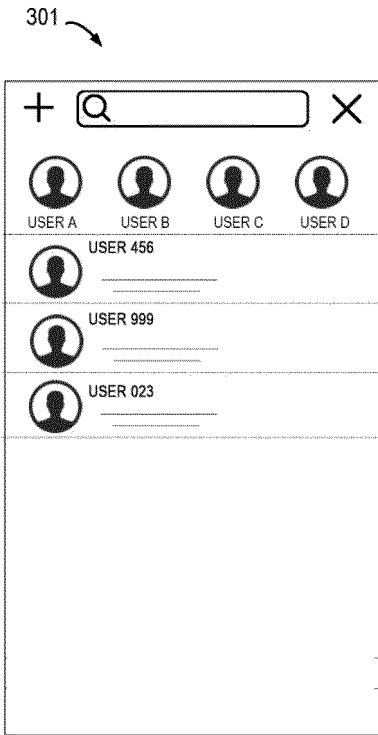 301
USER A USER B USER C USER D
USER 456
USER 999
USER 023